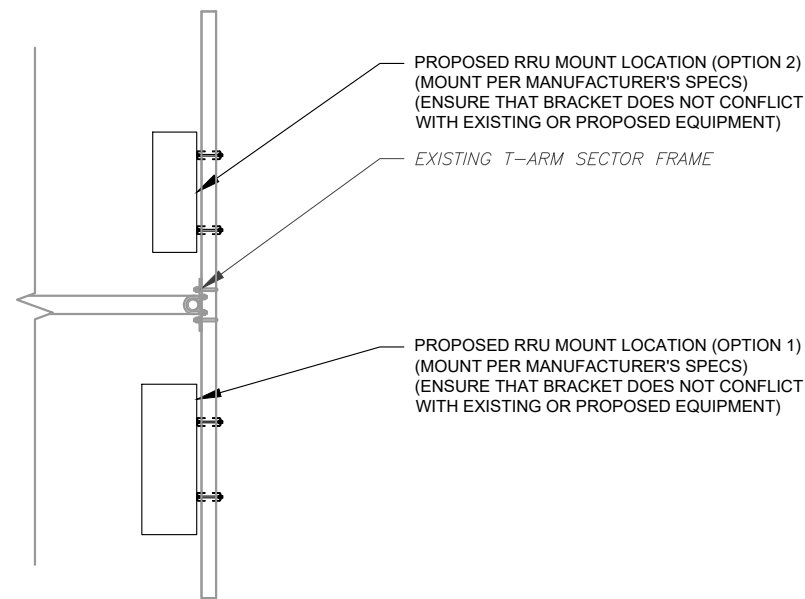 PROPOSED RRU MOUNT LOCATION (OPTION 2)
(MOUNT PER MANUFACTURER'S SPECS)
(ENSURE THAT BRACKET DOES NOT CONFLICT
WITH EXISTING OR PROPOSED EQUIPMENT)
EXISTING T-ARM SECTOR FRAME
PROPOSED RRU MOUNT LOCATION (OPTION 1)
(MOUNT PER MANUFACTURER'S SPECS)
(ENSURE THAT BRACKET DOES NOT CONFLICT
WITH EXISTING OR PROPOSED EQUIPMENT)